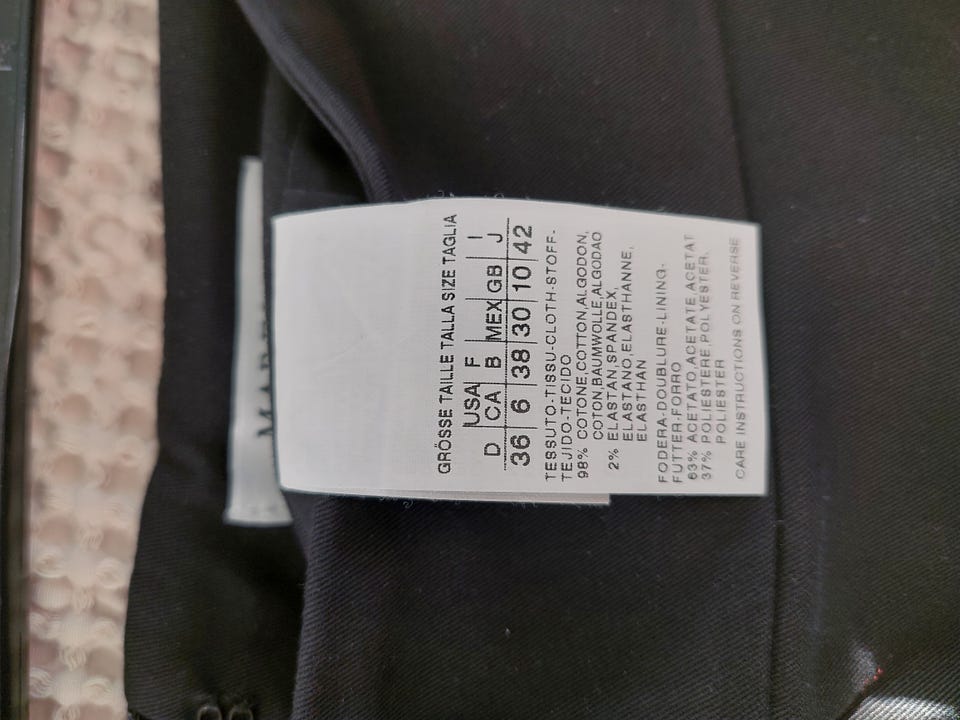 GRÖSSE TAILLE TALLA SIZE TAGLIA
USA F I
D CA B MEX GB J
36 6 38 30 10 42
TESSUTO-TISSU-CLOTH-STOFF-
TEJIDO-TECIDO
98% COTONE,COTTON,ALGODON,
COTON,BAUMWOLLE,ALGODAO
2% ELASTAN,SPANDEX,
ELASTANO,ELASTHANNE,
ELASTHAN
FODERA-DOUBLURE-LINING-
FUTTER-FORRO
63% ACETATO,ACETATE,ACETAT
37% POLIESTERE,POLYESTER,
POLIESTER
CARE INSTRUCTIONS ON REVERSE